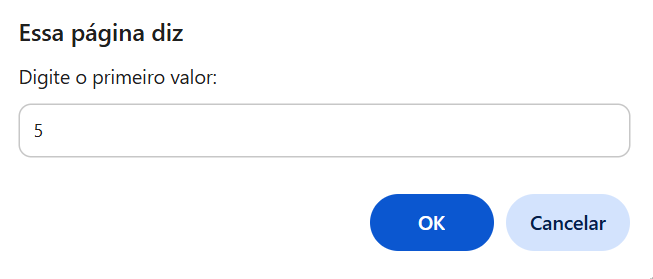 Essa página diz
Digite o primeiro valor:
5
OK
Cancelar